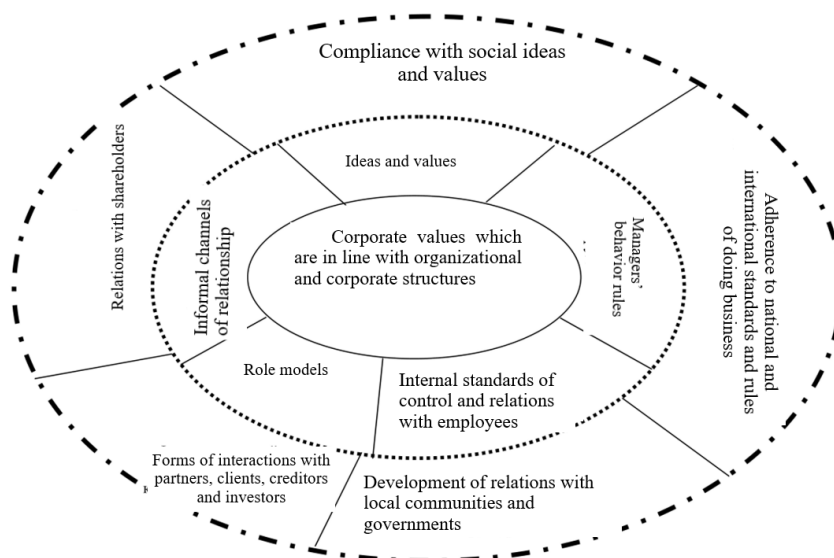 Compliance with social ideas
and values
Relations with shareholders
Ideas and values
Informal channels
of relationship
Corporate values which
are in line with organizational
and corporate structures
Managers'
behavior rules
Adherence to national and
international standards and rules
of doing business
Role models
Internal standards of
control and relations
with employees
Forms of interactions with
partners, clients, creditors
and investors
Development of relations with
local communities and
governments